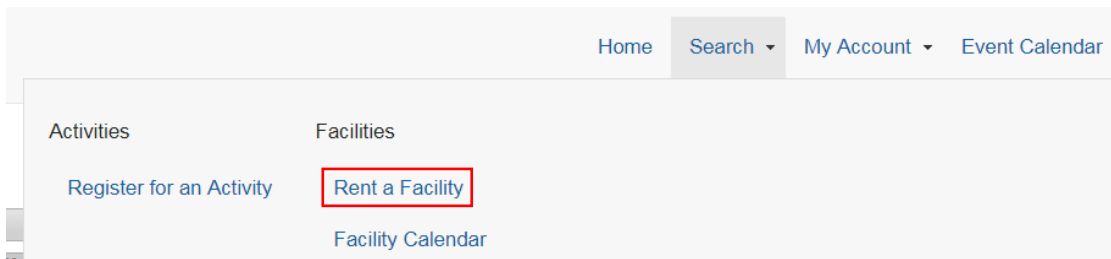 Home Search My Account Event Calendar
Activities Facilities
Register for an Activity Rent a Facility
Facility Calendar